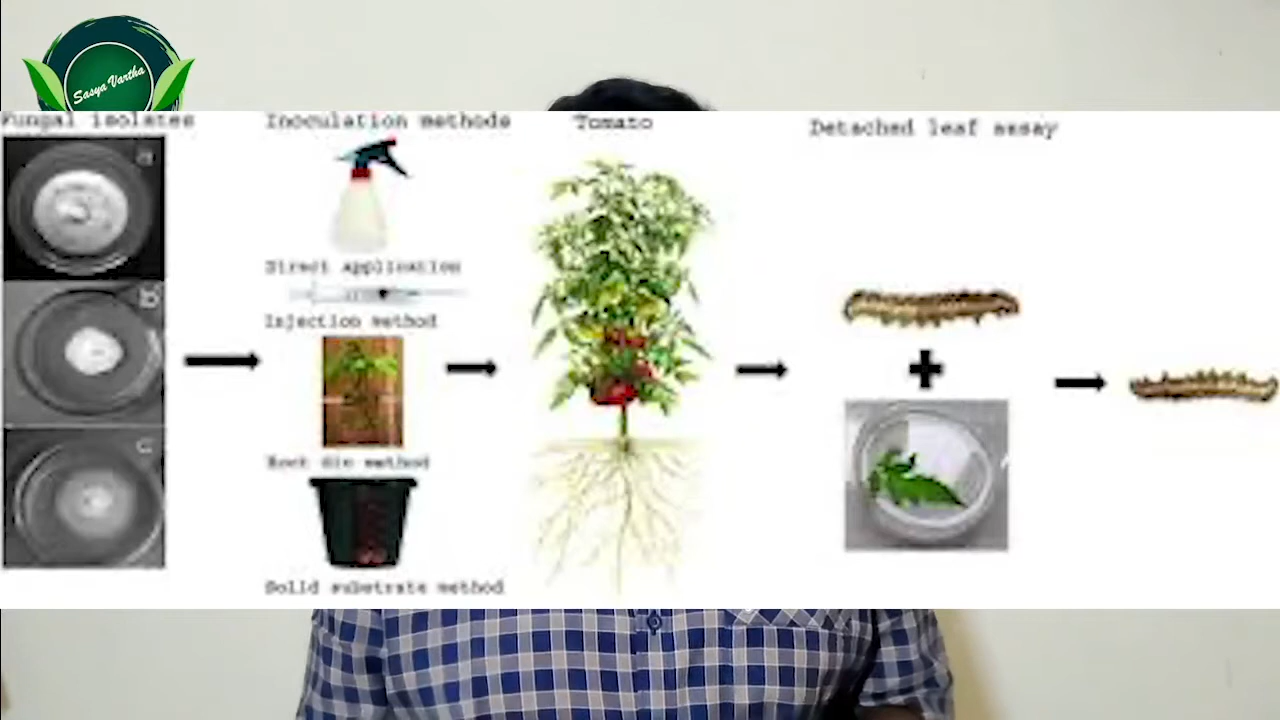 Sasya Vartha
Fungal isolates
Inoculation methods
Tomato
Detached leaf assay
a
Direct application
b
Injection method
c
Root dip method
Solid substrate method